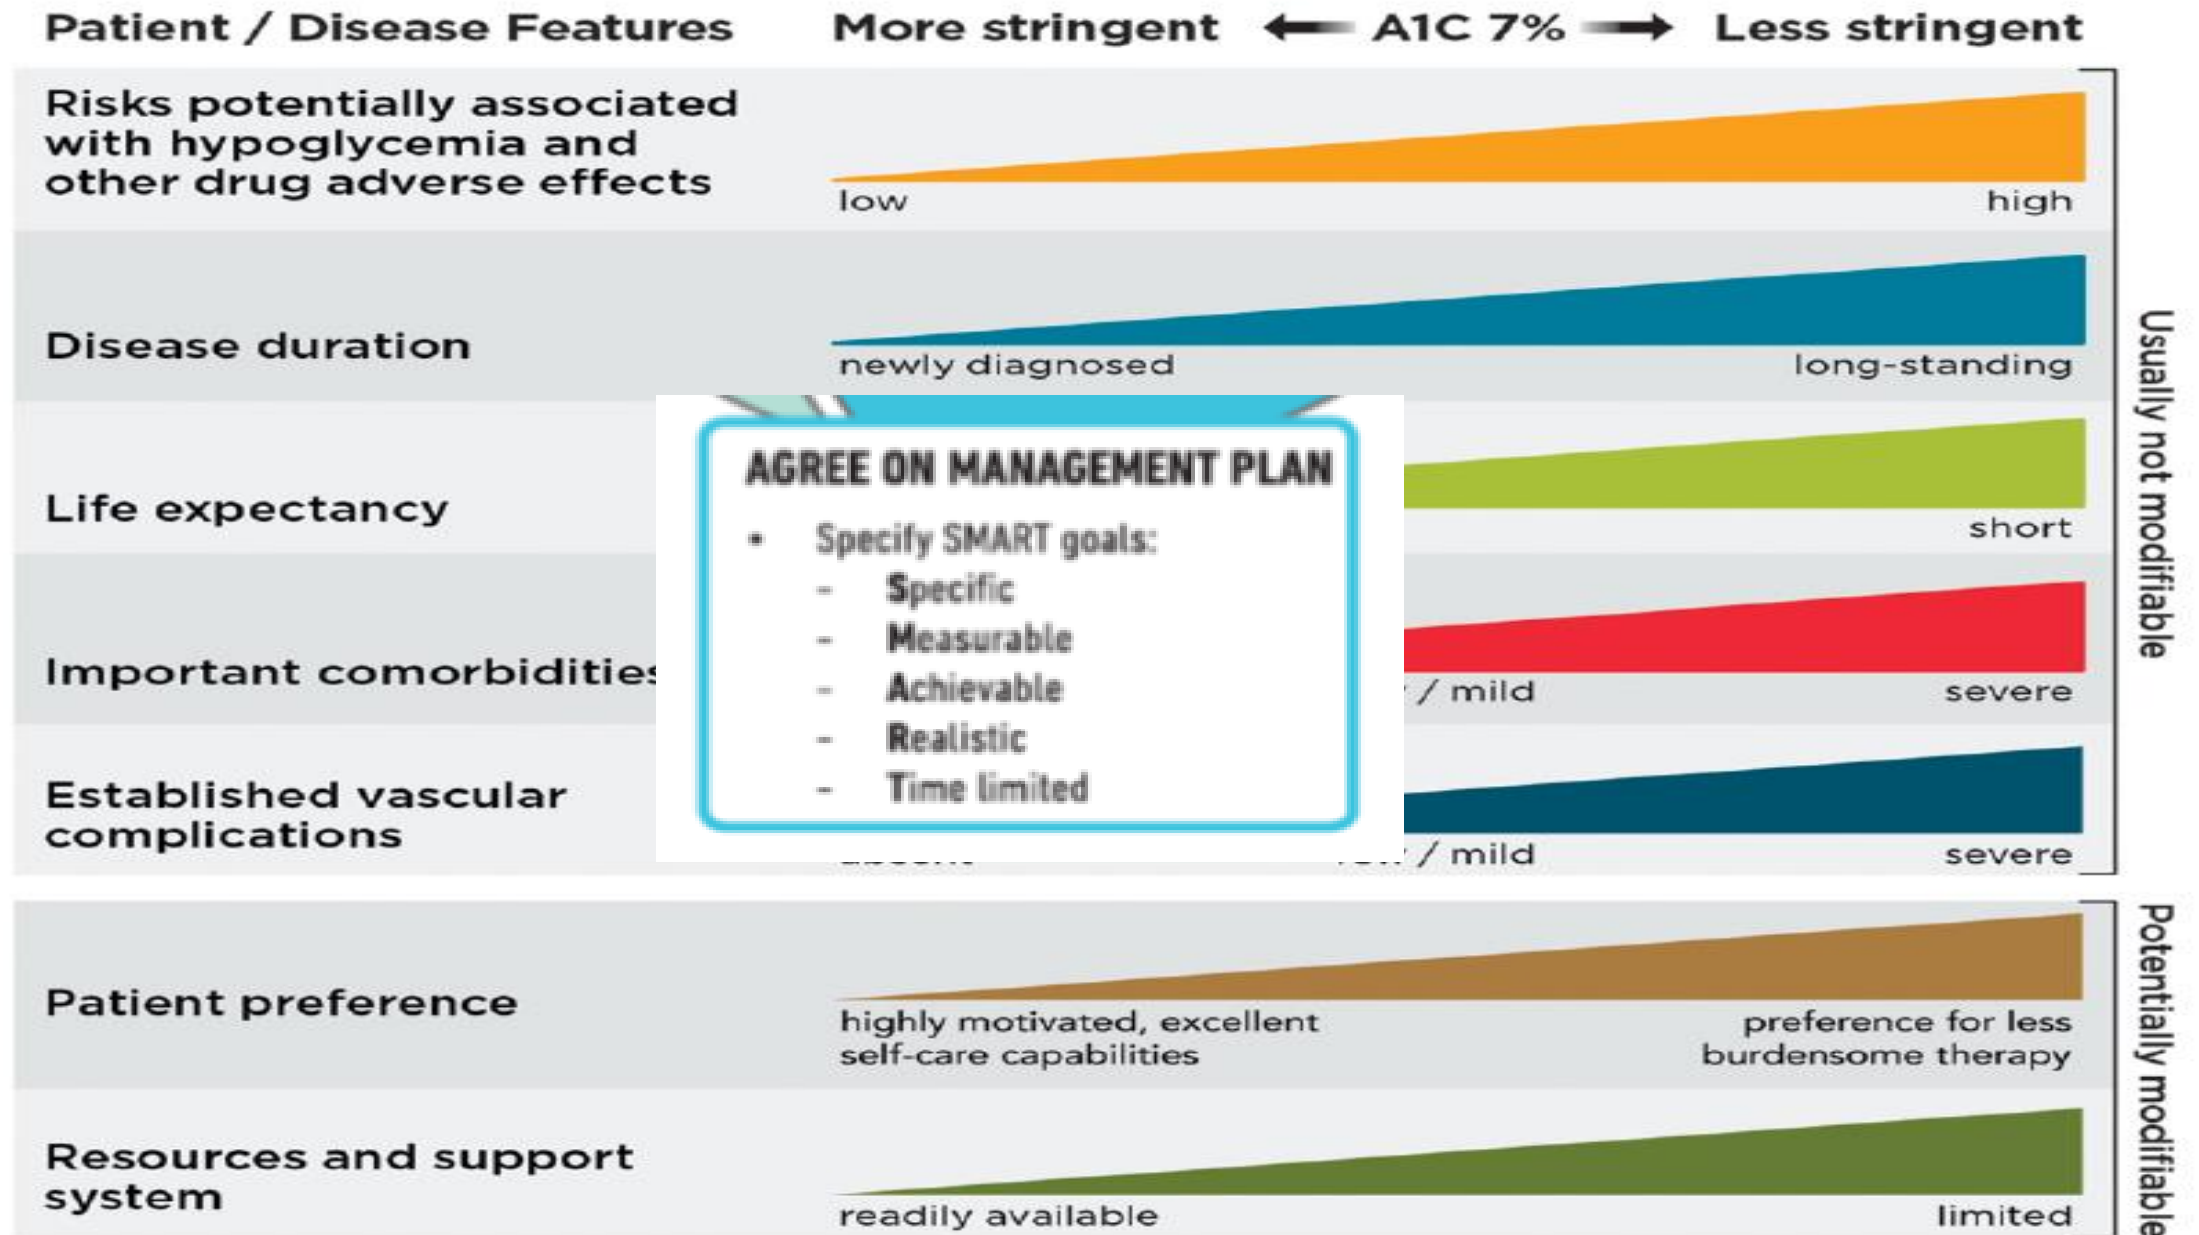 Patient / Disease Features
More stringent
A1C 7%
Less stringent
Risks potentially associated
with hypoglycemia and
other drug adverse effects
low
high
Disease duration
newly diagnosed
long-standing
Life expectancy
short
Important comorbidities
/ mild
severe
Established vascular
complications
/ mild
severe
Usually not modifiable
AGREE ON MANAGEMENT PLAN
• Specify SMART goals:
- Specific
- Measurable
- Achievable
- Realistic
- Time limited
Patient preference
highly motivated, excellent
self-care capabilities
preference for less
burdensome therapy
Resources and support
system
readily available
limited
Potentially modifiable